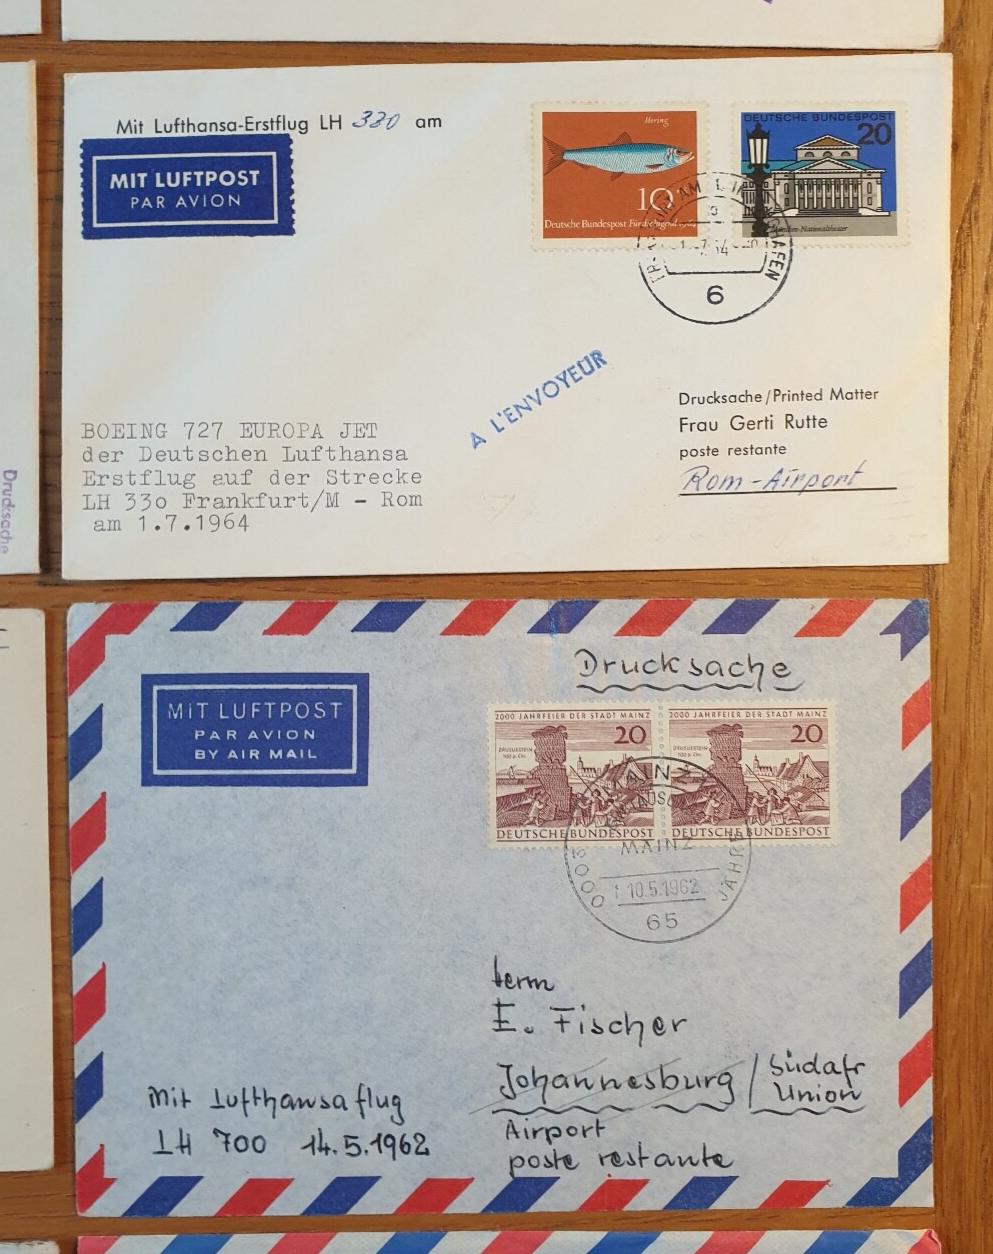 Mit Lufthansa-Erstflug LH 330 am
MIT LUFTPOST
PAR AVION
Hering
10
Deutsche Bundespost
DEUTSCHE BUNDESPOST
20
München-Nationaltheater
6
A L'ENVOYEUR
BOEING 727 EUROPA JET
der Deutschen Lufthansa
Erstflug auf der Strecke
LH 330 Frankfurt/M - Rom
am 1.7.1964
Drucksache/Printed Matter
Frau Gerti Rutte
poste restante
Rom-Airport
Drucksache
Drucksache
MIT LUFTPOST
PAR AVION
BY AIR MAIL
2000 JAHRFEIER DER STADT MAINZ
20
DRUSUSSTEIN
DEUTSCHE BUNDESPOST
2000 JAHRFEIER DER STADT MAINZ
20
DRUSUSSTEIN
DEUTSCHE BUNDESPOST
MAINZ
2000 JAHRE
MAINZ
10.5.1962
65
Herrn
E. Fischer
Johannesburg / Südafr
Union
Airport
poste restante
Mit Lufthansaflug
LH 700 14.5.1962